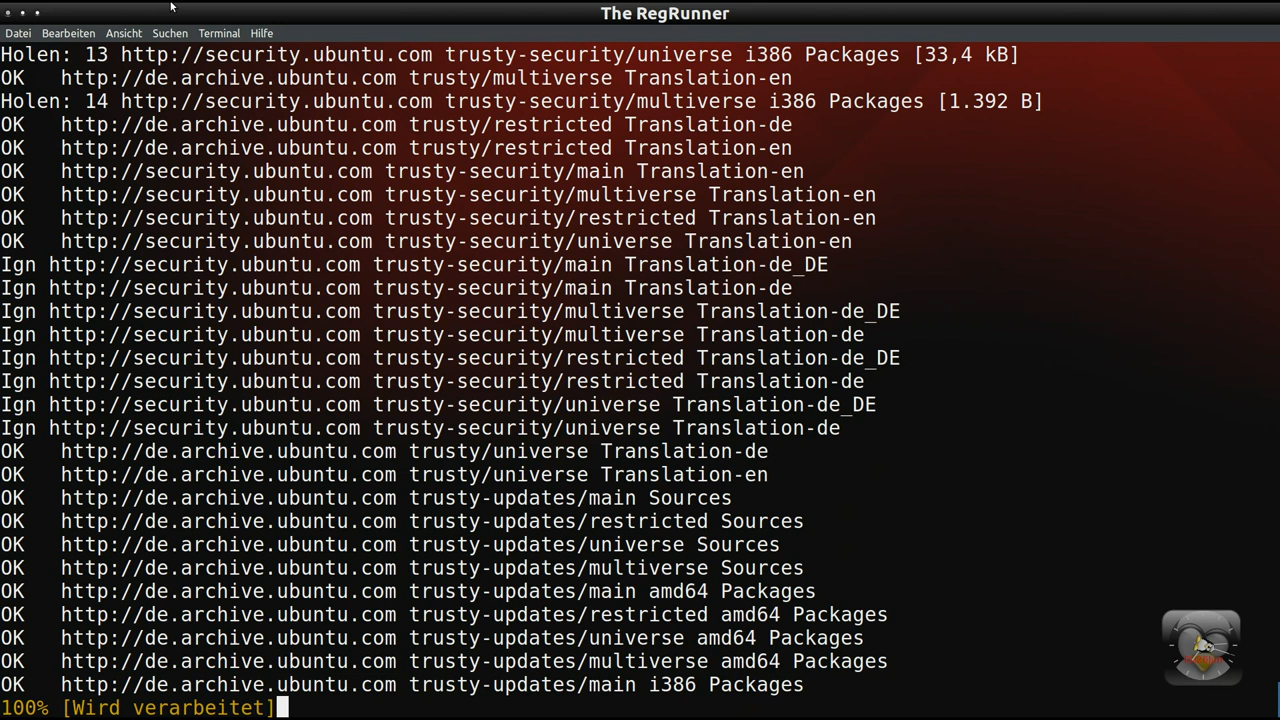 The RegRunner
Datei Bearbeiten Ansicht Suchen Terminal Hilfe
Holen: 13 http://security.ubuntu.com trusty-security/universe i386 Packages [33,4 kB]
OK   http://de.archive.ubuntu.com trusty/multiverse Translation-en
Holen: 14 http://security.ubuntu.com trusty-security/multiverse i386 Packages [1.392 B]
OK   http://de.archive.ubuntu.com trusty/restricted Translation-de
OK   http://de.archive.ubuntu.com trusty/restricted Translation-en
OK   http://security.ubuntu.com trusty-security/main Translation-en
OK   http://security.ubuntu.com trusty-security/multiverse Translation-en
OK   http://security.ubuntu.com trusty-security/restricted Translation-en
OK   http://security.ubuntu.com trusty-security/universe Translation-en
Ign http://security.ubuntu.com trusty-security/main Translation-de_DE
Ign http://security.ubuntu.com trusty-security/main Translation-de
Ign http://security.ubuntu.com trusty-security/multiverse Translation-de_DE
Ign http://security.ubuntu.com trusty-security/multiverse Translation-de
Ign http://security.ubuntu.com trusty-security/restricted Translation-de_DE
Ign http://security.ubuntu.com trusty-security/restricted Translation-de
Ign http://security.ubuntu.com trusty-security/universe Translation-de_DE
Ign http://security.ubuntu.com trusty-security/universe Translation-de
OK   http://de.archive.ubuntu.com trusty/universe Translation-de
OK   http://de.archive.ubuntu.com trusty/universe Translation-en
OK   http://de.archive.ubuntu.com trusty-updates/main Sources
OK   http://de.archive.ubuntu.com trusty-updates/restricted Sources
OK   http://de.archive.ubuntu.com trusty-updates/universe Sources
OK   http://de.archive.ubuntu.com trusty-updates/multiverse Sources
OK   http://de.archive.ubuntu.com trusty-updates/main amd64 Packages
OK   http://de.archive.ubuntu.com trusty-updates/restricted amd64 Packages
OK   http://de.archive.ubuntu.com trusty-updates/universe amd64 Packages
OK   http://de.archive.ubuntu.com trusty-updates/multiverse amd64 Packages
OK   http://de.archive.ubuntu.com trusty-updates/main i386 Packages
100% [Wird verarbeitet]